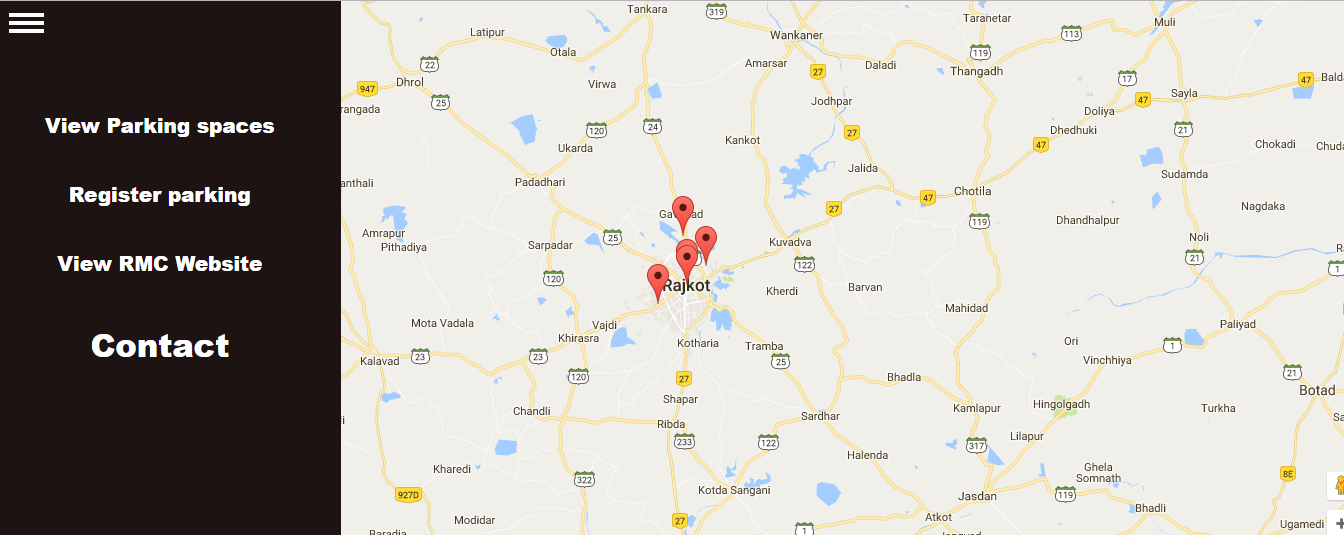 View Parking spaces
Register parking
View RMC Website
Contact
Tankara
319
Taranetar
Muli
Latipur
Wankaner
113
Otala
119
22
Amarsar
27
Daladi
Thangadh
17
47
Dhrol
Virwa
Sayla
947
25
Jodhpar
47
Doliya
24
120
27
Dhedhuki
21
Kankot
47
Chokadi
Ukarda
Jalida
Sudamda
Padadhari
Chotila
47
Nagdaka
27
Dhandhalpur
119
Amrapur
25
Pithadiya
Sarpadar
Kuvadva
Noli
122
21
1
120
Rajkot
Kherdi
Barvan
Mahidad
Mota Vadala
Vajdi
Paliyad
Khirasra
Kotharia
Tramba
Ori
1
Kalavad
23
23
25
Vinchhiya
120
27
Bhadla
21
Shapar
Botad
Chandli
Kamlapur
Hingolgadh
Turkha
Ribda
Sardhar
233
122
317
Lilapur
Kharedi
Halenda
Ghela
Somnath
322
8E
927D
Kotda Sangani
Jasdan
119
Bhadli
Modidar
27
1
Atkot
Ugamedi